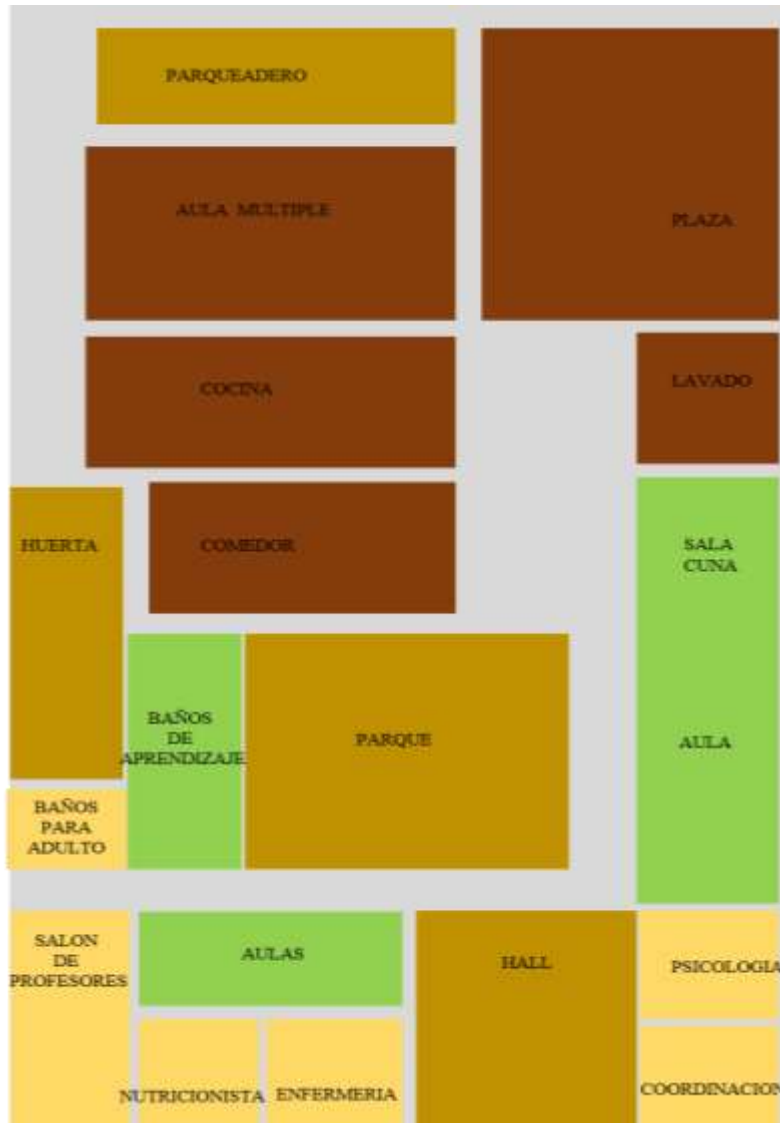 PARQUEADERO
AULA MULTIPLE
PLAZA
COCINA
LAVADO
HUERTA
COMEDOR
SALA
CUNA
BAÑOS
DE
APRENDIZAJE
PARQUE
AULA
BAÑOS
PARA
ADULTO
SALON
DE
PROFESORES
AULAS
HALL
PSICOLOGIA
NUTRICIONISTA
ENFERMERIA
COORDINACION